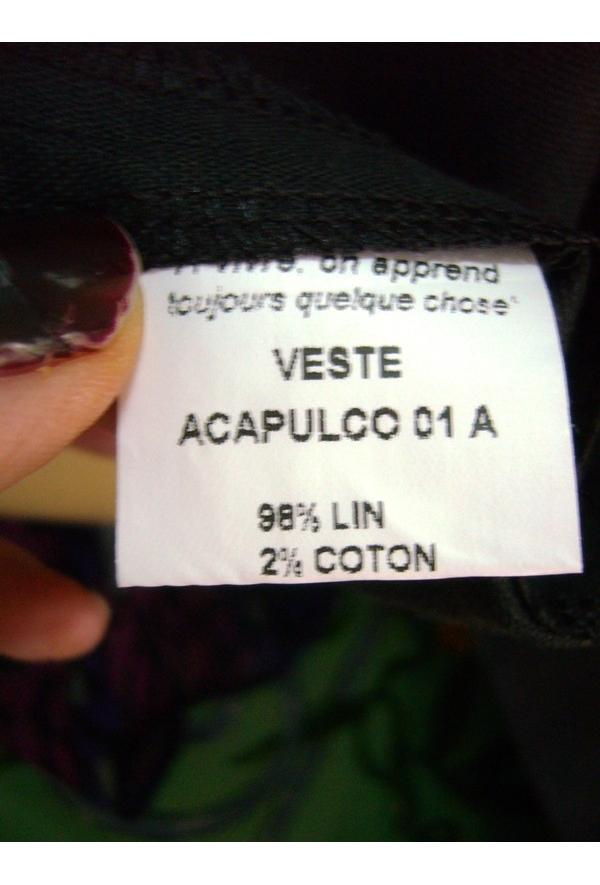 vivre, on apprend
toujours quelque chose"
VESTE
ACAPULCO 01 A
98% LIN
2% COTON